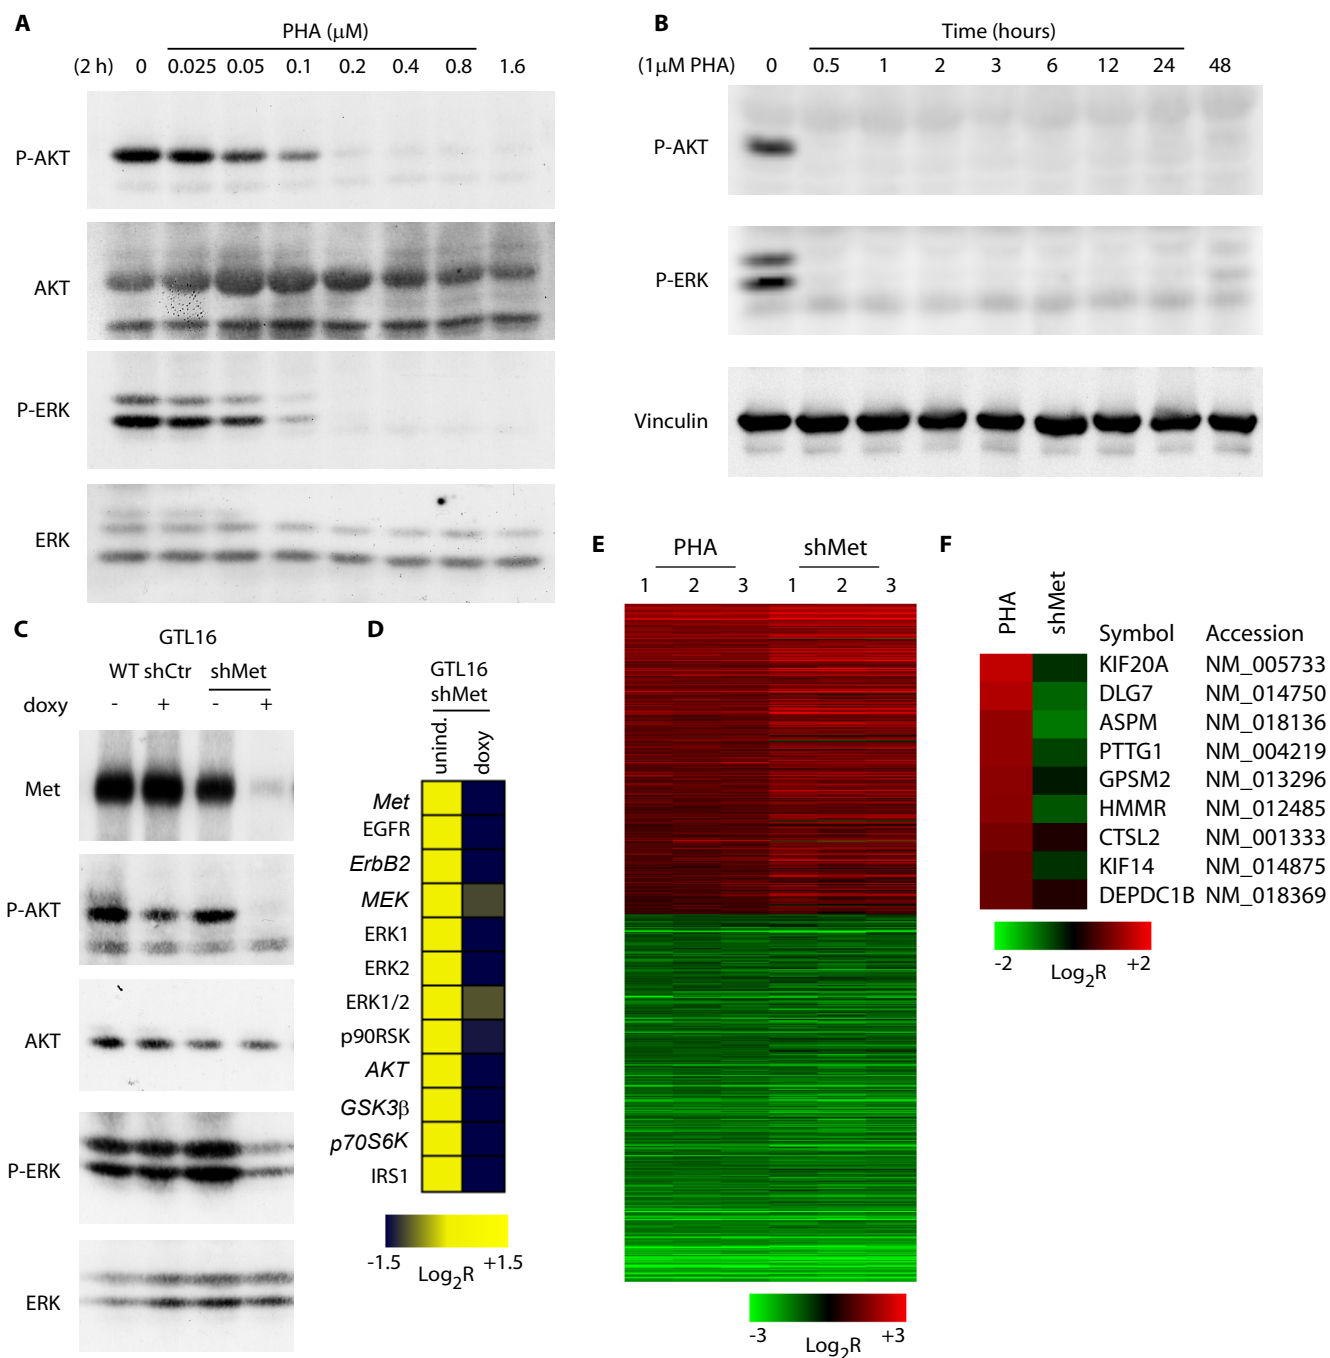 A
PHA (μM)
(2 h) 0 0.025 0.05 0.1 0.2 0.4 0.8 1.6
P-AKT
AKT
P-ERK
ERK
B
Time (hours)
(1μM PHA) 0 0.5 1 2 3 6 12 24 48
P-AKT
P-ERK
Vinculin
C
GTL16
WT shCtr shMet
doxy - + - +
Met
P-AKT
AKT
P-ERK
ERK
D
GTL16
shMet
unind. doxy
Met
EGFR
ErbB2
MEK
ERK1
ERK2
ERK1/2
p90RSK
AKT
GSK3β
p70S6K
IRS1
-1.5 +1.5
Log2R
E
PHA shMet
1 2 3 1 2 3
-3 +3
Log2R
F
PHA shMet
Symbol Accession
KIF20A NM_005733
DLG7 NM_014750
ASPM NM_018136
PTTG1 NM_004219
GPSM2 NM_013296
HMMR NM_012485
CTSL2 NM_001333
KIF14 NM_014875
DEPDC1B NM_018369
-2 +2
Log2R